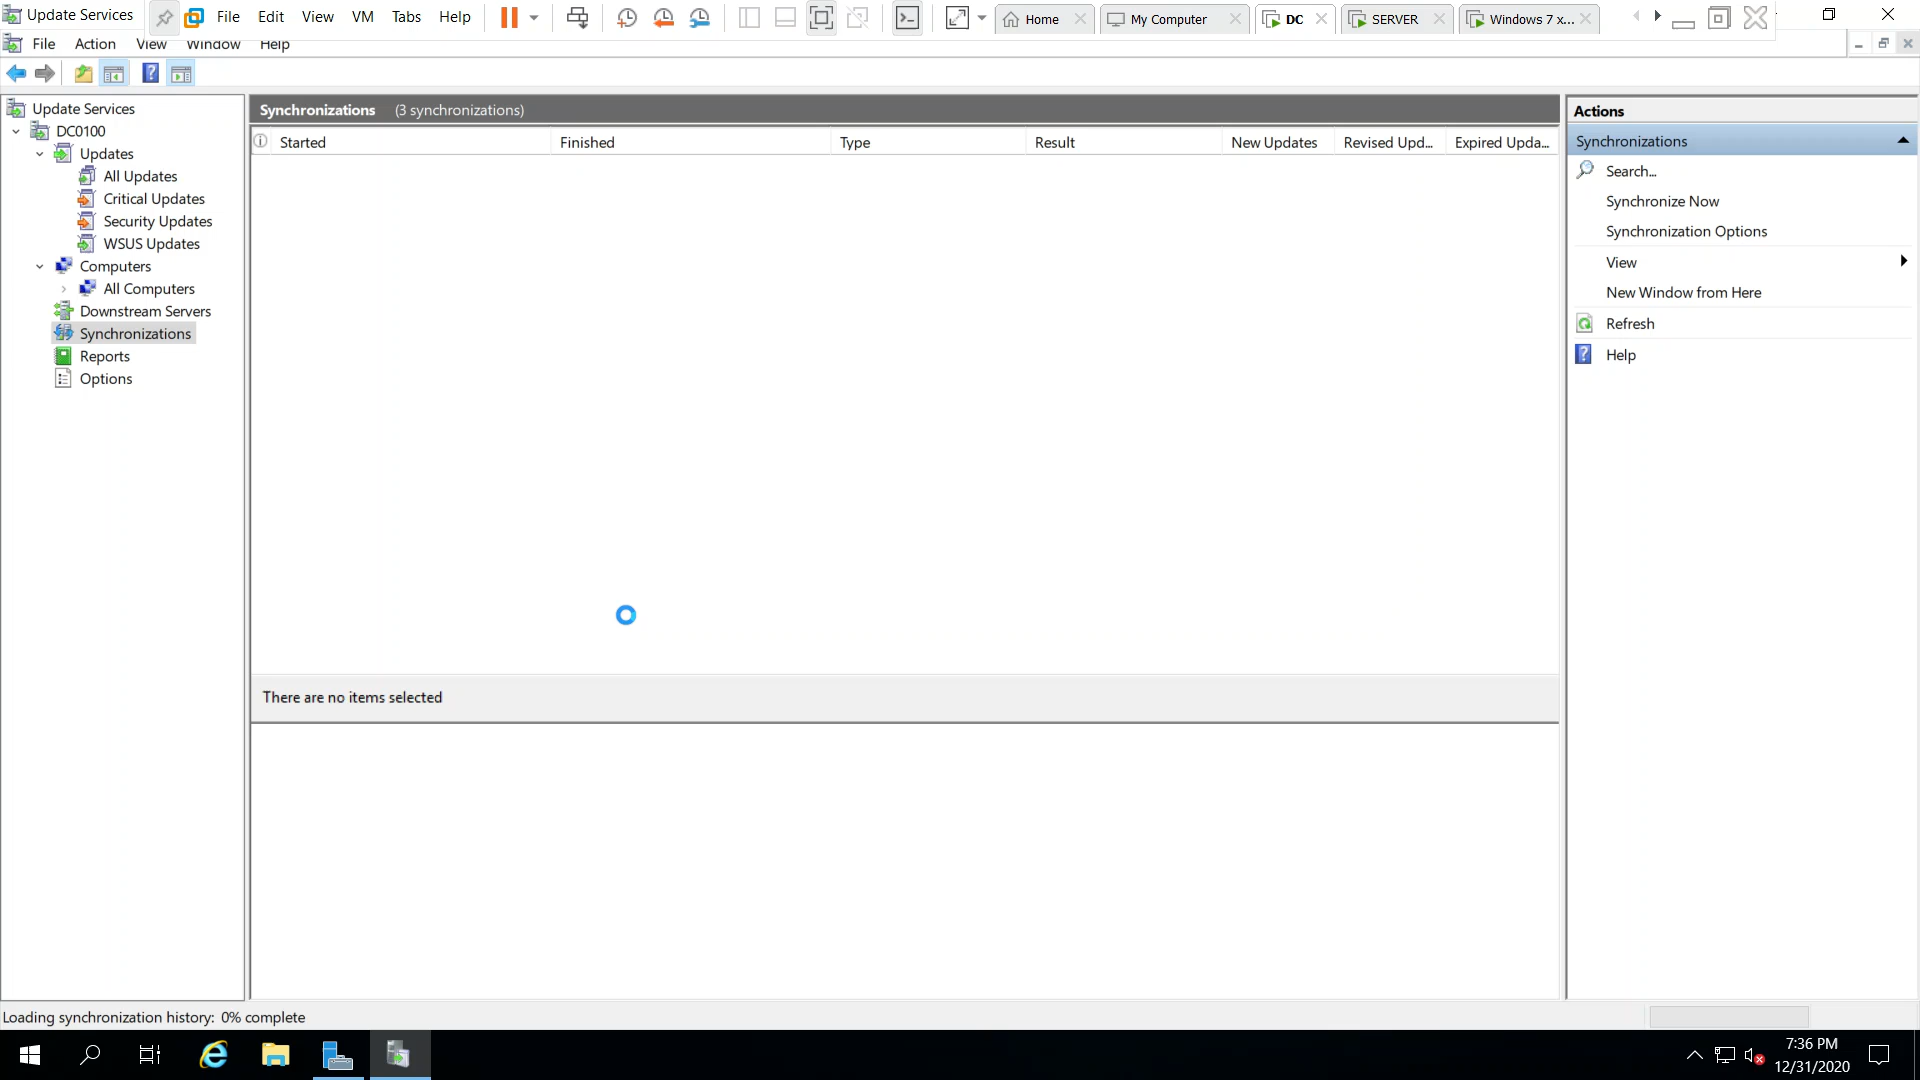 Update Services
File Edit View VM Tabs Help
Home
My Computer
DC
SERVER
Windows 7 x...
File Action View Window Help
Update Services
DC0100
Updates
All Updates
Critical Updates
Security Updates
WSUS Updates
Computers
All Computers
Downstream Servers
Synchronizations
Reports
Options
Synchronizations (3 synchronizations)
Started Finished Type Result New Updates Revised Upd... Expired Upda...
There are no items selected
Actions
Synchronizations
Search...
Synchronize Now
Synchronization Options
View
New Window from Here
Refresh
Help
Loading synchronization history: 0% complete
7:36 PM
12/31/2020